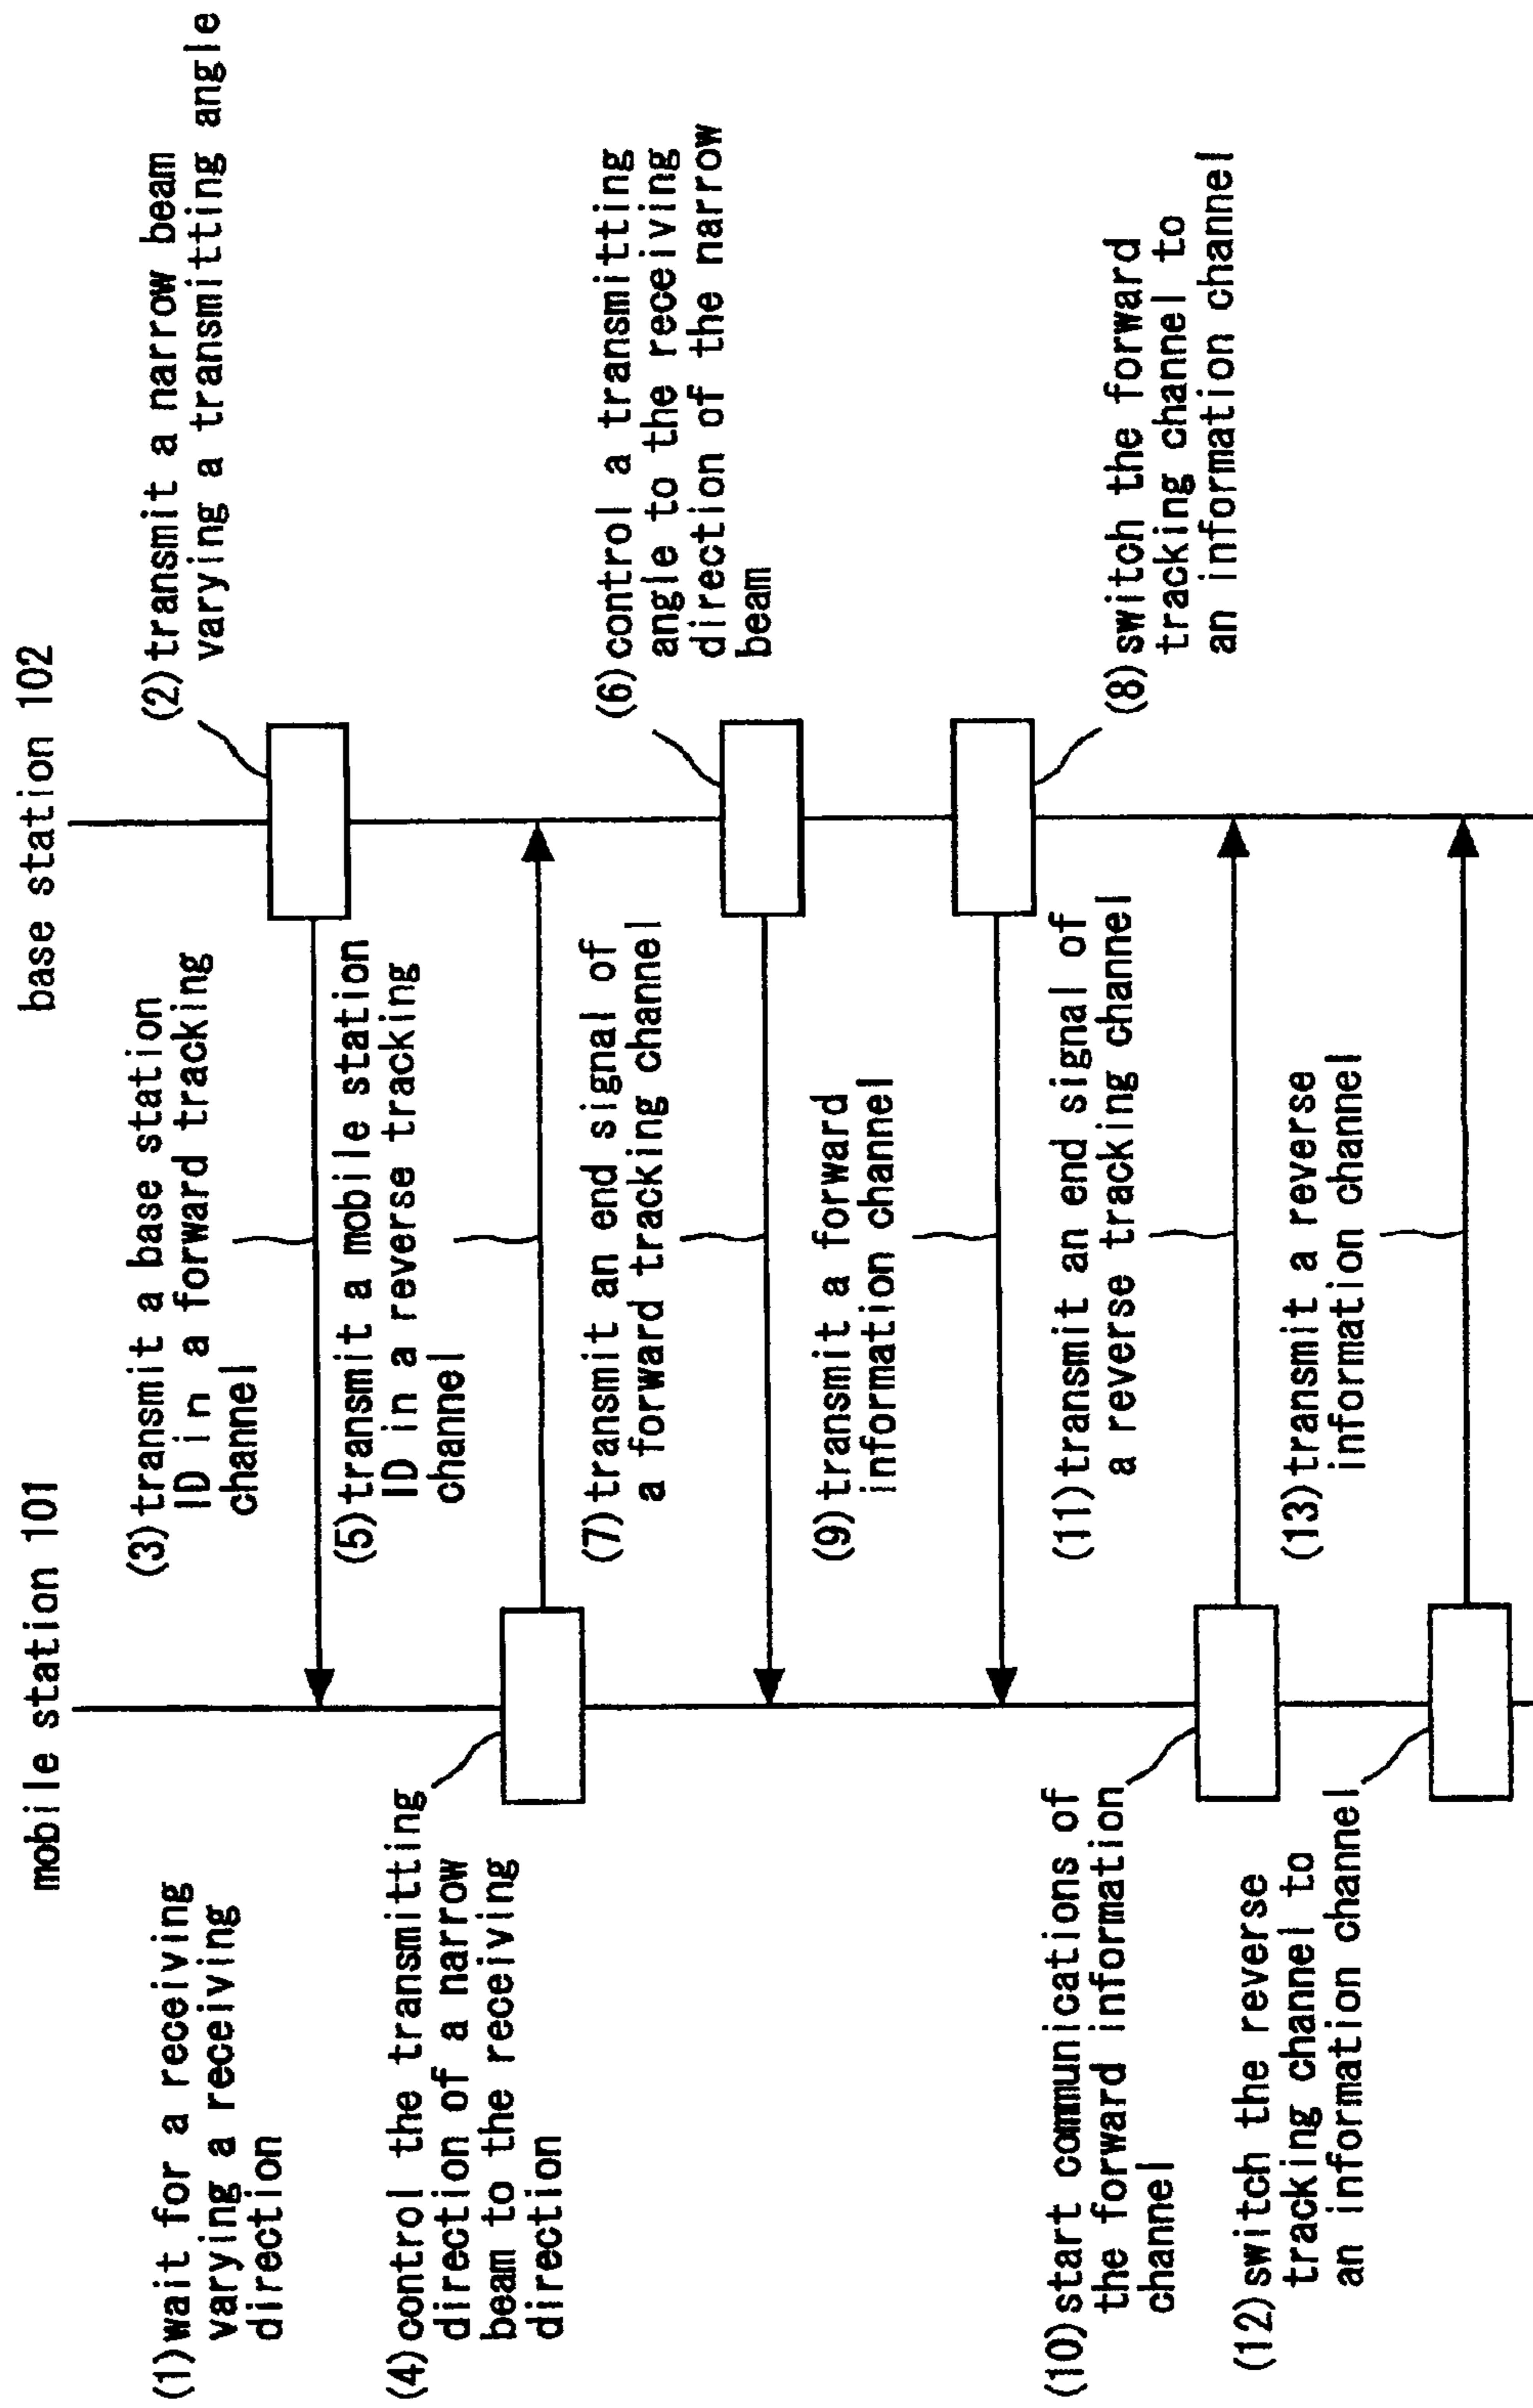 mobile station 101
base station 102
(1)wait for a receiving
varying a receiving
direction
(2)transmit a narrow beam
varying a transmitting angle
(3)transmit a base station
ID in a forward tracking
channel
(4)control the transmitting
direction of a narrow
beam to the receiving
direction
(5)transmit a mobile station
ID in a reverse tracking
channel
(6)control a transmitting
angle to the receiving
direction of the narrow
beam
(7)transmit an end signal of
a forward tracking channel
(8)switch the forward
tracking channel to
an information channel
(9)transmit a forward
information channel
(10)start communications of
the forward information
channel
(11)transmit an end signal of
a reverse tracking channel
(12)switch the reverse
tracking channel to
an information channel
(13)transmit a reverse
information channel